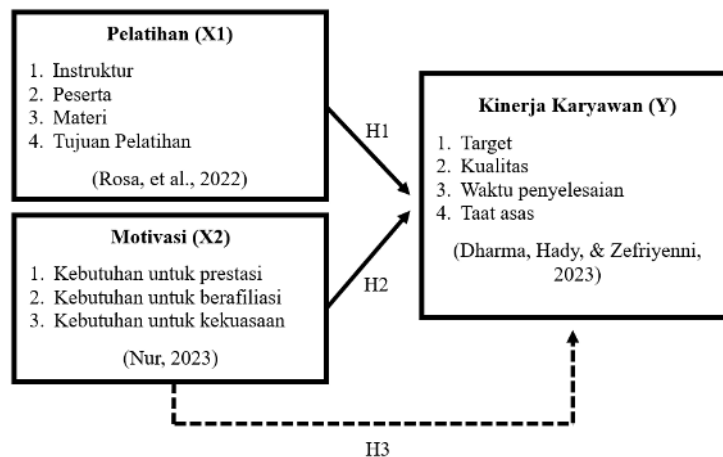 Pelatihan (X1)
1. Instruktur
2. Peserta
3. Materi
4. Tujuan Pelatihan
(Rosa, et al., 2022)
Motivasi (X2)
1. Kebutuhan untuk prestasi
2. Kebutuhan untuk berafiliasi
3. Kebutuhan untuk kekuasaan
(Nur, 2023)
H1
H2
Kinerja Karyawan (Y)
1. Target
2. Kualitas
3. Waktu penyelesaian
4. Taat asas
(Dharma, Hady, & Zefriyenni,
2023)
H3